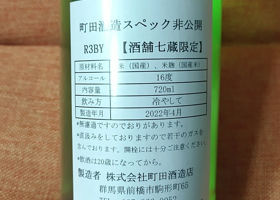 町田酒造スペック非公開
R3BY 【酒舗七蔵限定】
原材料名 米（国産）、米麹（国産）
アルコール 16度
内容量 720ml
飲み方 冷やして
製造年月 2022年4月
●無濾過ですのでおりがあります。
●直汲みをしておりますので若干のガスを
含んでおります。開栓には十分ご注意ください。
●飲酒は20歳になってから。
製造者 株式会社町田酒造店
群馬県前橋市駒形町65